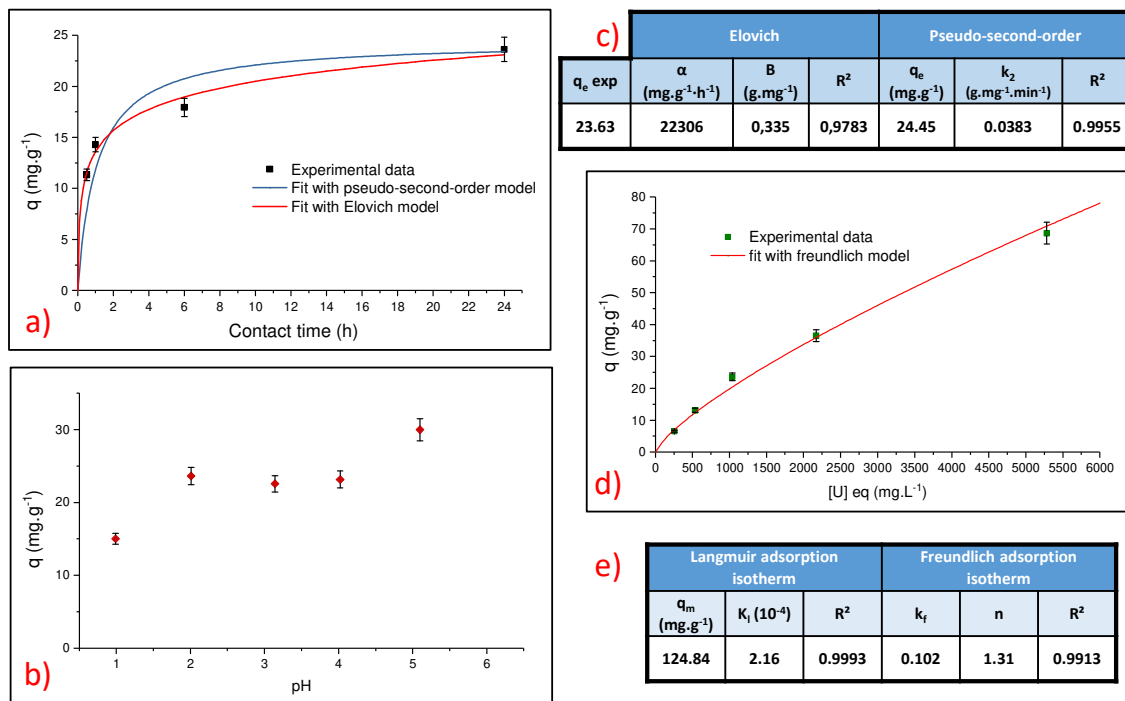 25
20
15
10
5
0
q (mg.g⁻¹)
Experimental data
Fit with pseudo-second-order model
Fit with Elovich model
0 2 4 6 8 10 12 14 16 18 20 22 24
Contact time (h)
a)
30
20
10
0
q (mg.g⁻¹)
1 2 3 4 5 6
pH
b)
c)
Elovich Pseudo-second-order
qₑ exp α (mg.g⁻¹·h⁻¹) B (g.mg⁻¹) R² qₑ (mg.g⁻¹) k₂ (g.mg⁻¹.min⁻¹) R²
23.63 22306 0,335 0,9783 24.45 0.0383 0.9955
80
70
60
50
40
30
20
10
0
q (mg.g⁻¹)
Experimental data
fit with freundlich model
0 500 1000 1500 2000 2500 3000 3500 4000 4500 5000 5500 6000
[U] eq (mg.L⁻¹)
d)
e)
Langmuir adsorption isotherm Freundlich adsorption isotherm
qₘ (mg.g⁻¹) Kₗ (10⁻⁴) R² k_f n R²
124.84 2.16 0.9993 0.102 1.31 0.9913